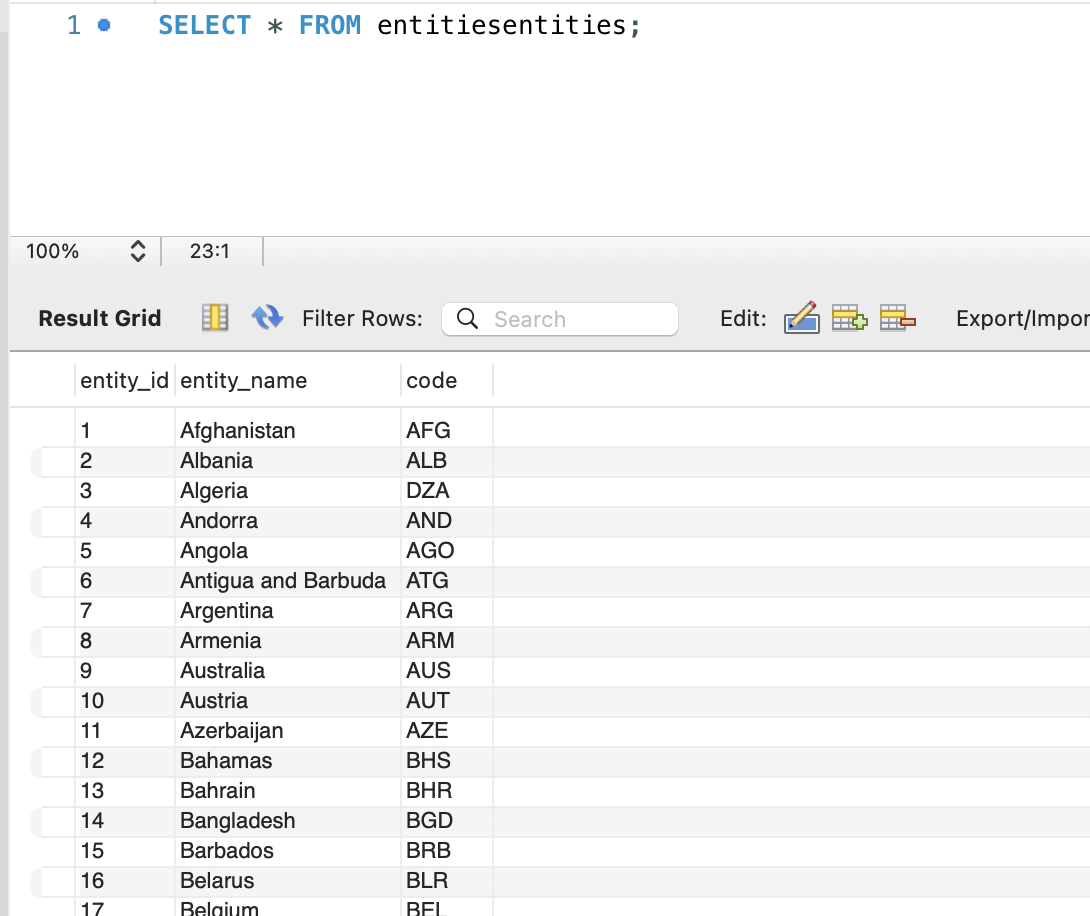 1 SELECT * FROM entitiesentities;
100% 23:1
Result Grid Filter Rows: Search Edit: Export/Impor
entity_id entity_name code
1 Afghanistan AFG
2 Albania ALB
3 Algeria DZA
4 Andorra AND
5 Angola AGO
6 Antigua and Barbuda ATG
7 Argentina ARG
8 Armenia ARM
9 Australia AUS
10 Austria AUT
11 Azerbaijan AZE
12 Bahamas BHS
13 Bahrain BHR
14 Bangladesh BGD
15 Barbados BRB
16 Belarus BLR
17 Belgium BEL